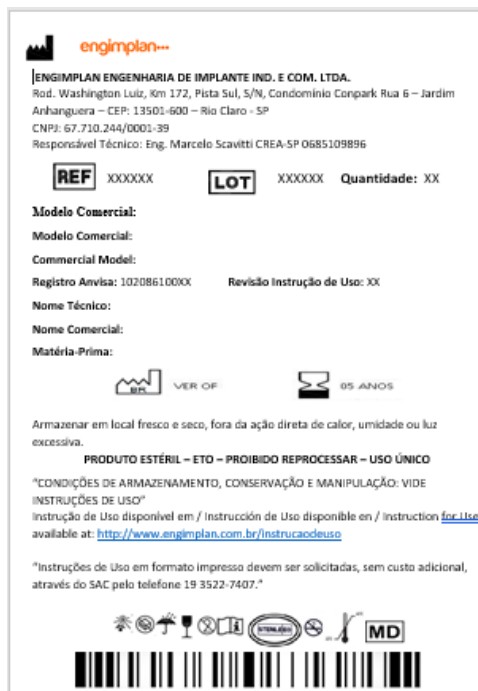 engimplan
ENGIMPLAN ENGENHARIA DE IMPLANTE IND. E COM. LTDA.
Rod. Washington Luiz, Km 172, Pista Sul, S/N, Condomínio Conpark Rua 6 – Jardim
Anhanguera – CEP: 13501-600 – Rio Claro - SP
CNPJ: 67.710.244/0001-39
Responsável Técnico: Eng. Marcelo Scavitti CREA-SP 0685109896
REF XXXXXX LOT XXXXXX Quantidade: XX
Modelo Comercial:
Modelo Comercial:
Commercial Model:
Registro Anvisa: 102086100XX Revisão Instrução de Uso: XX
Nome Técnico:
Nome Comercial:
Matéria-Prima:
BR VER OF 05 ANOS
Armazenar em local fresco e seco, fora da ação direta de calor, umidade ou luz
excessiva.
PRODUTO ESTÉRIL – ETO – PROIBIDO REPROCESSAR – USO ÚNICO
"CONDIÇÕES DE ARMAZENAMENTO, CONSERVAÇÃO E MANIPULAÇÃO: VIDE
INSTRUÇÕES DE USO"
Instrução de Uso disponível em / Instrucción de Uso disponible en / Instruction for Use
available at: http://www.engimplan.com.br/instrucaodeuso
"Instruções de Uso em formato impresso devem ser solicitadas, sem custo adicional,
através do SAC pelo telefone 19 3522-7407."
MD